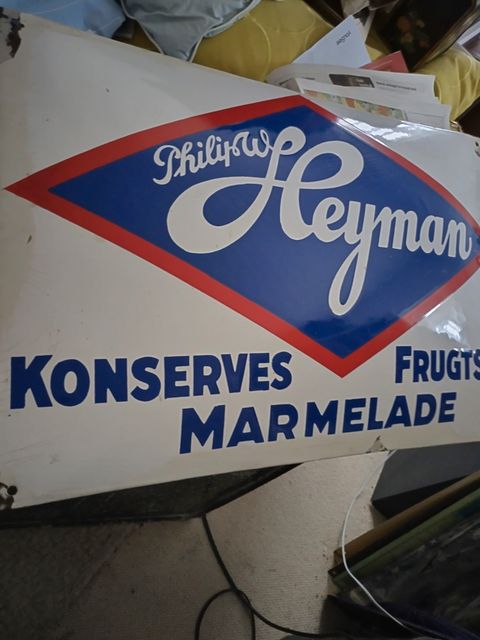 Philip W
Heyman
KONSERVES FRUGTS
MARMELADE